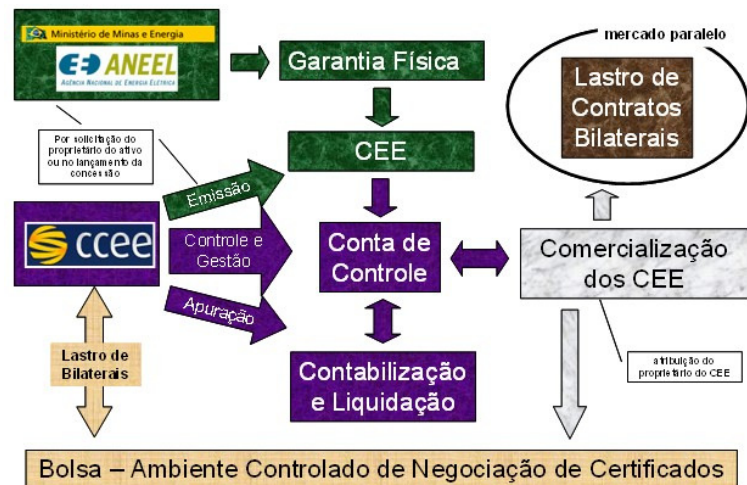 Ministério de Minas e Energia
ANEEL
AGÊNCIA NACIONAL DE ENERGIA ELÉTRICA
Garantia Física
mercado paralelo
Lastro de
Contratos
Bilaterais
Por solicitação do
proprietário do ativo
ou no lançamento da
concessão
CEE
Emissão
ccee
Controle e
Gestão
Conta de
Controle
Comercialização
dos CEE
Apuração
Lastro de
Bilaterais
Contabilização
e Liquidação
atribuição do
proprietário do CEE
Bolsa – Ambiente Controlado de Negociação de Certificados